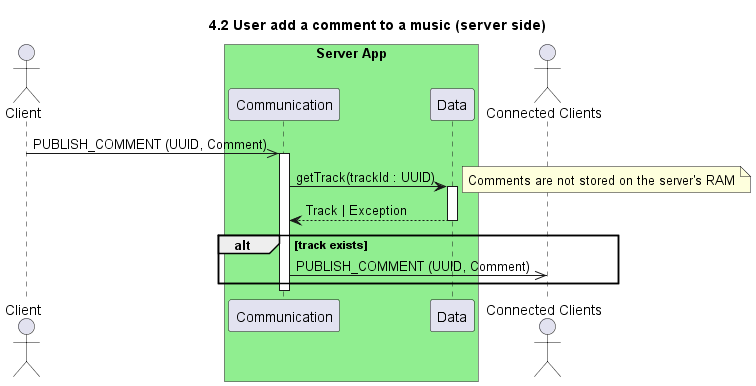 4.2 User add a comment to a music (server side)
Server App
Client
Communication
Data
Connected Clients
PUBLISH_COMMENT (UUID, Comment)
getTrack(trackId : UUID)
Comments are not stored on the server's RAM
Track | Exception
alt
[track exists]
PUBLISH_COMMENT (UUID, Comment)
Client
Communication
Data
Connected Clients